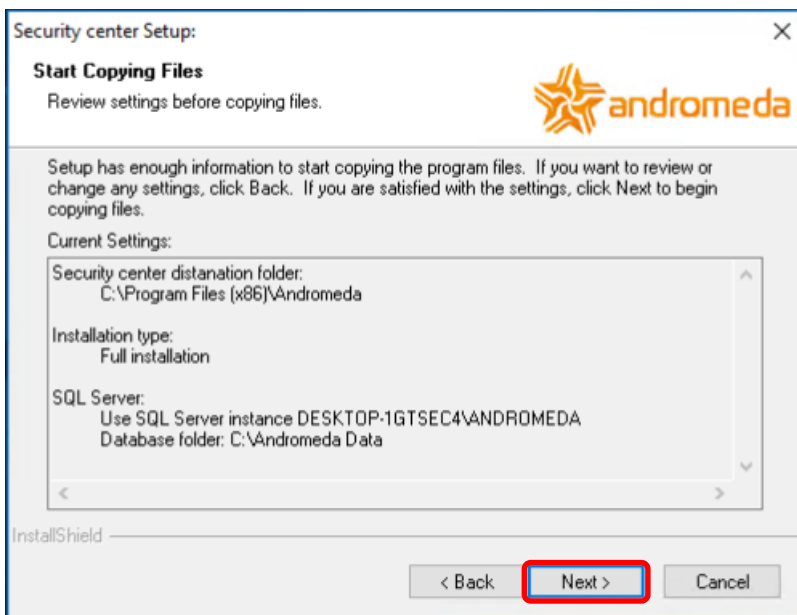 Security center Setup:
Start Copying Files
Review settings before copying files.
andromeda
Setup has enough information to start copying the program files. If you want to review or
change any settings, click Back. If you are satisfied with the settings, click Next to begin
copying files.
Current Settings:
Security center distanation folder:
C:\Program Files (x86)\Andromeda
Installation type:
Full installation
SQL Server:
Use SQL Server instance DESKTOP-1GTSEC4\ANDROMEDA
Database folder: C:\Andromeda Data
InstallShield
< Back
Next >
Cancel